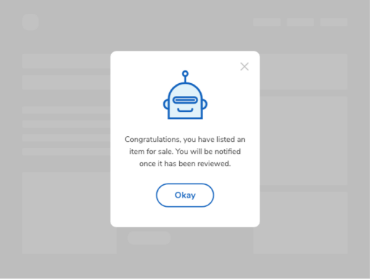 Congratulations, you have listed an
item for sale. You will be notified
once it has been reviewed.
Okay